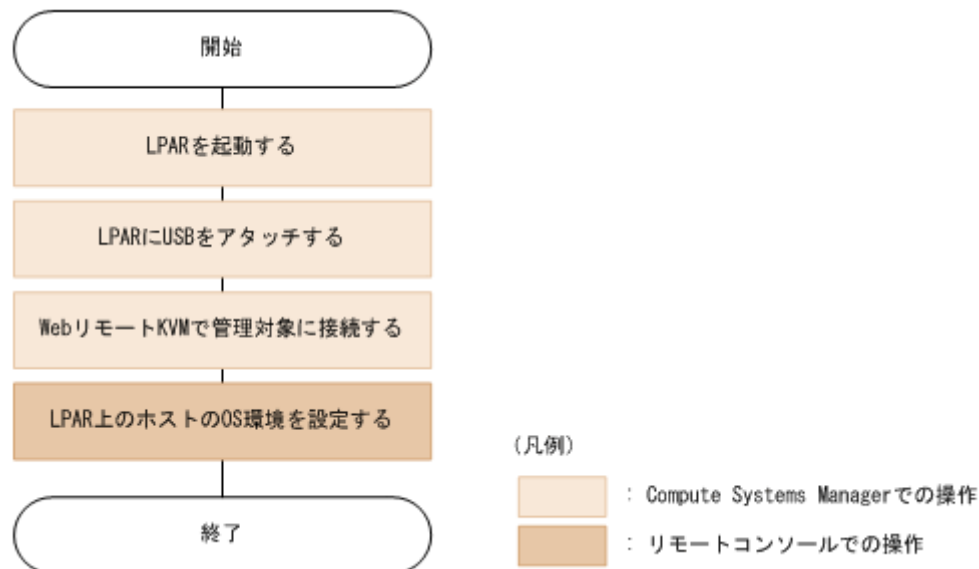 開始
LPARを起動する
LPARにUSBをアタッチする
WebリモートKVMで管理対象に接続する
LPAR上のホストのOS環境を設定する
終了
(凡例)
: Compute Systems Managerでの操作
: リモートコンソールでの操作